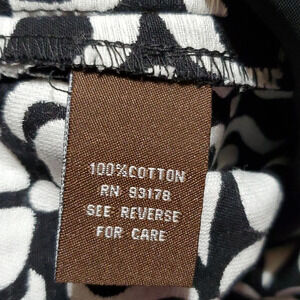 100%COTTON
RN 93178
SEE REVERSE
FOR CARE